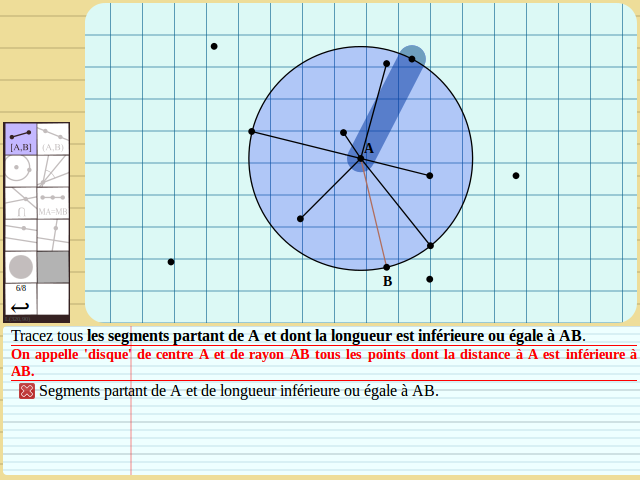 [A,B]
(A,B)
MA=MB
6/8
A
B
Tracez tous les segments partant de A et dont la longueur est inférieure ou égale à AB.
On appelle 'disque' de centre A et de rayon AB tous les points dont la distance à A est inférieure à
AB.
Segments partant de A et de longueur inférieure ou égale à AB.